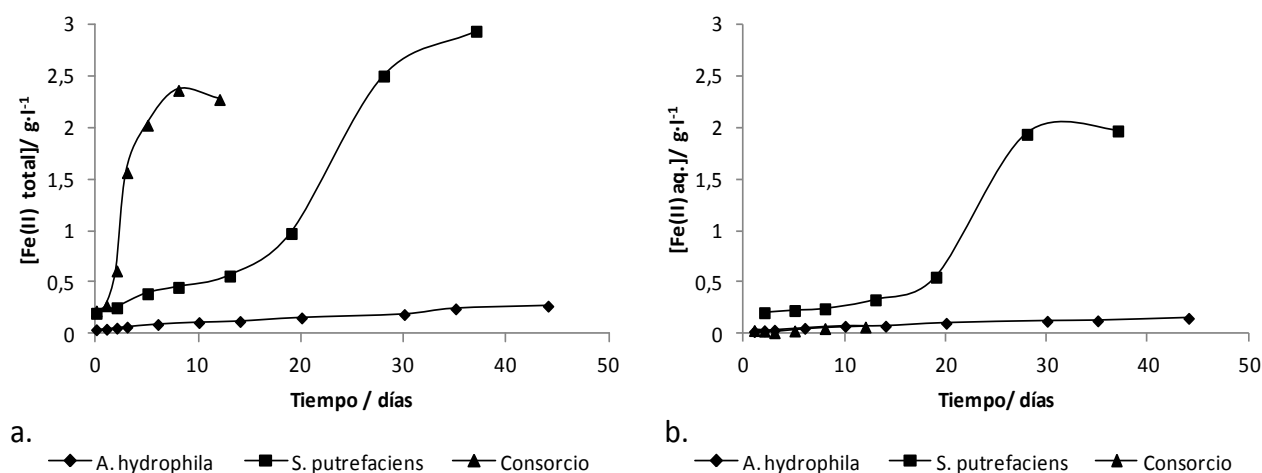 3
2,5
2
1,5
1
0,5
0
[Fe(II) total]/ g·l-1
0 10 20 30 40 50
Tiempo / días
a.
A. hydrophila S. putrefaciens Consorcio
3
2,5
2
1,5
1
0,5
0
[Fe(II) aq.]/ g·l-1
0 10 20 30 40 50
Tiempo/ días
b.
A. hydrophila S. putrefaciens Consorcio